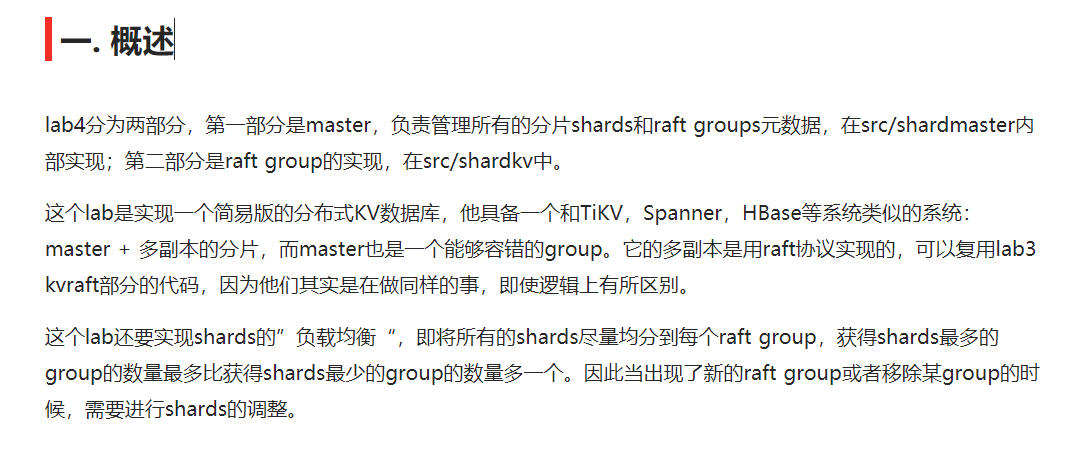 一. 概述
lab4分为两部分，第一部分是master，负责管理所有的分片shards和raft groups元数据，在src/shardmaster内
部实现；第二部分是raft group的实现，在src/shardkv中。
这个lab是实现一个简易版的分布式KV数据库，他具备一个和TiKV，Spanner，HBase等系统类似的系统：
master + 多副本的分片，而master也是一个能够容错的group。它的多副本是用raft协议实现的，可以复用lab3
kvraft部分的代码，因为他们其实是在做同样的事，即使逻辑上有所区别。
这个lab还要实现shards的”负载均衡“，即将所有的shards尽量均分到每个raft group，获得shards最多的
group的数量最多比获得shards最少的group的数量多一个。因此当出现了新的raft group或者移除某group的时
候，需要进行shards的调整。